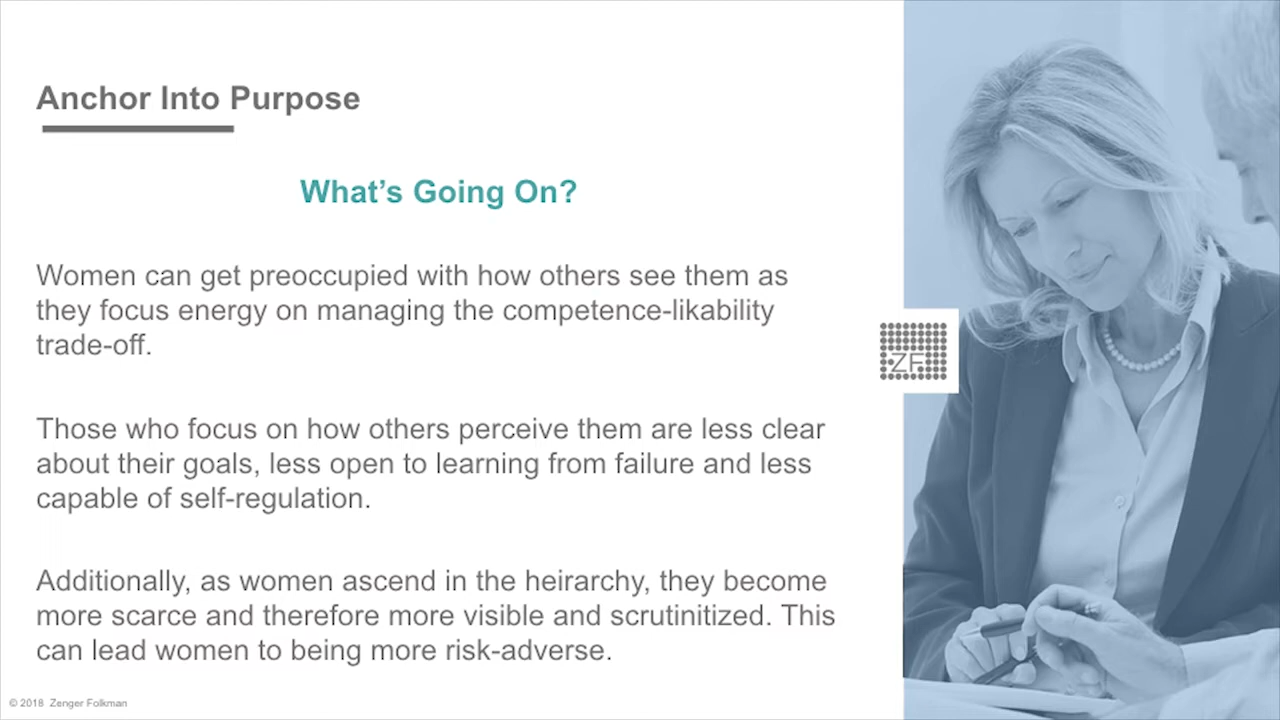 Anchor Into Purpose
What’s Going On?
Women can get preoccupied with how others see them as
they focus energy on managing the competence-likability
trade-off.
Those who focus on how others perceive them are less clear
about their goals, less open to learning from failure and less
capable of self-regulation.
ZF
Additionally, as women ascend in the heirarchy, they become
more scarce and therefore more visible and scrutinitized. This
can lead women to being more risk-adverse.
© 2018 Zenger Folkman